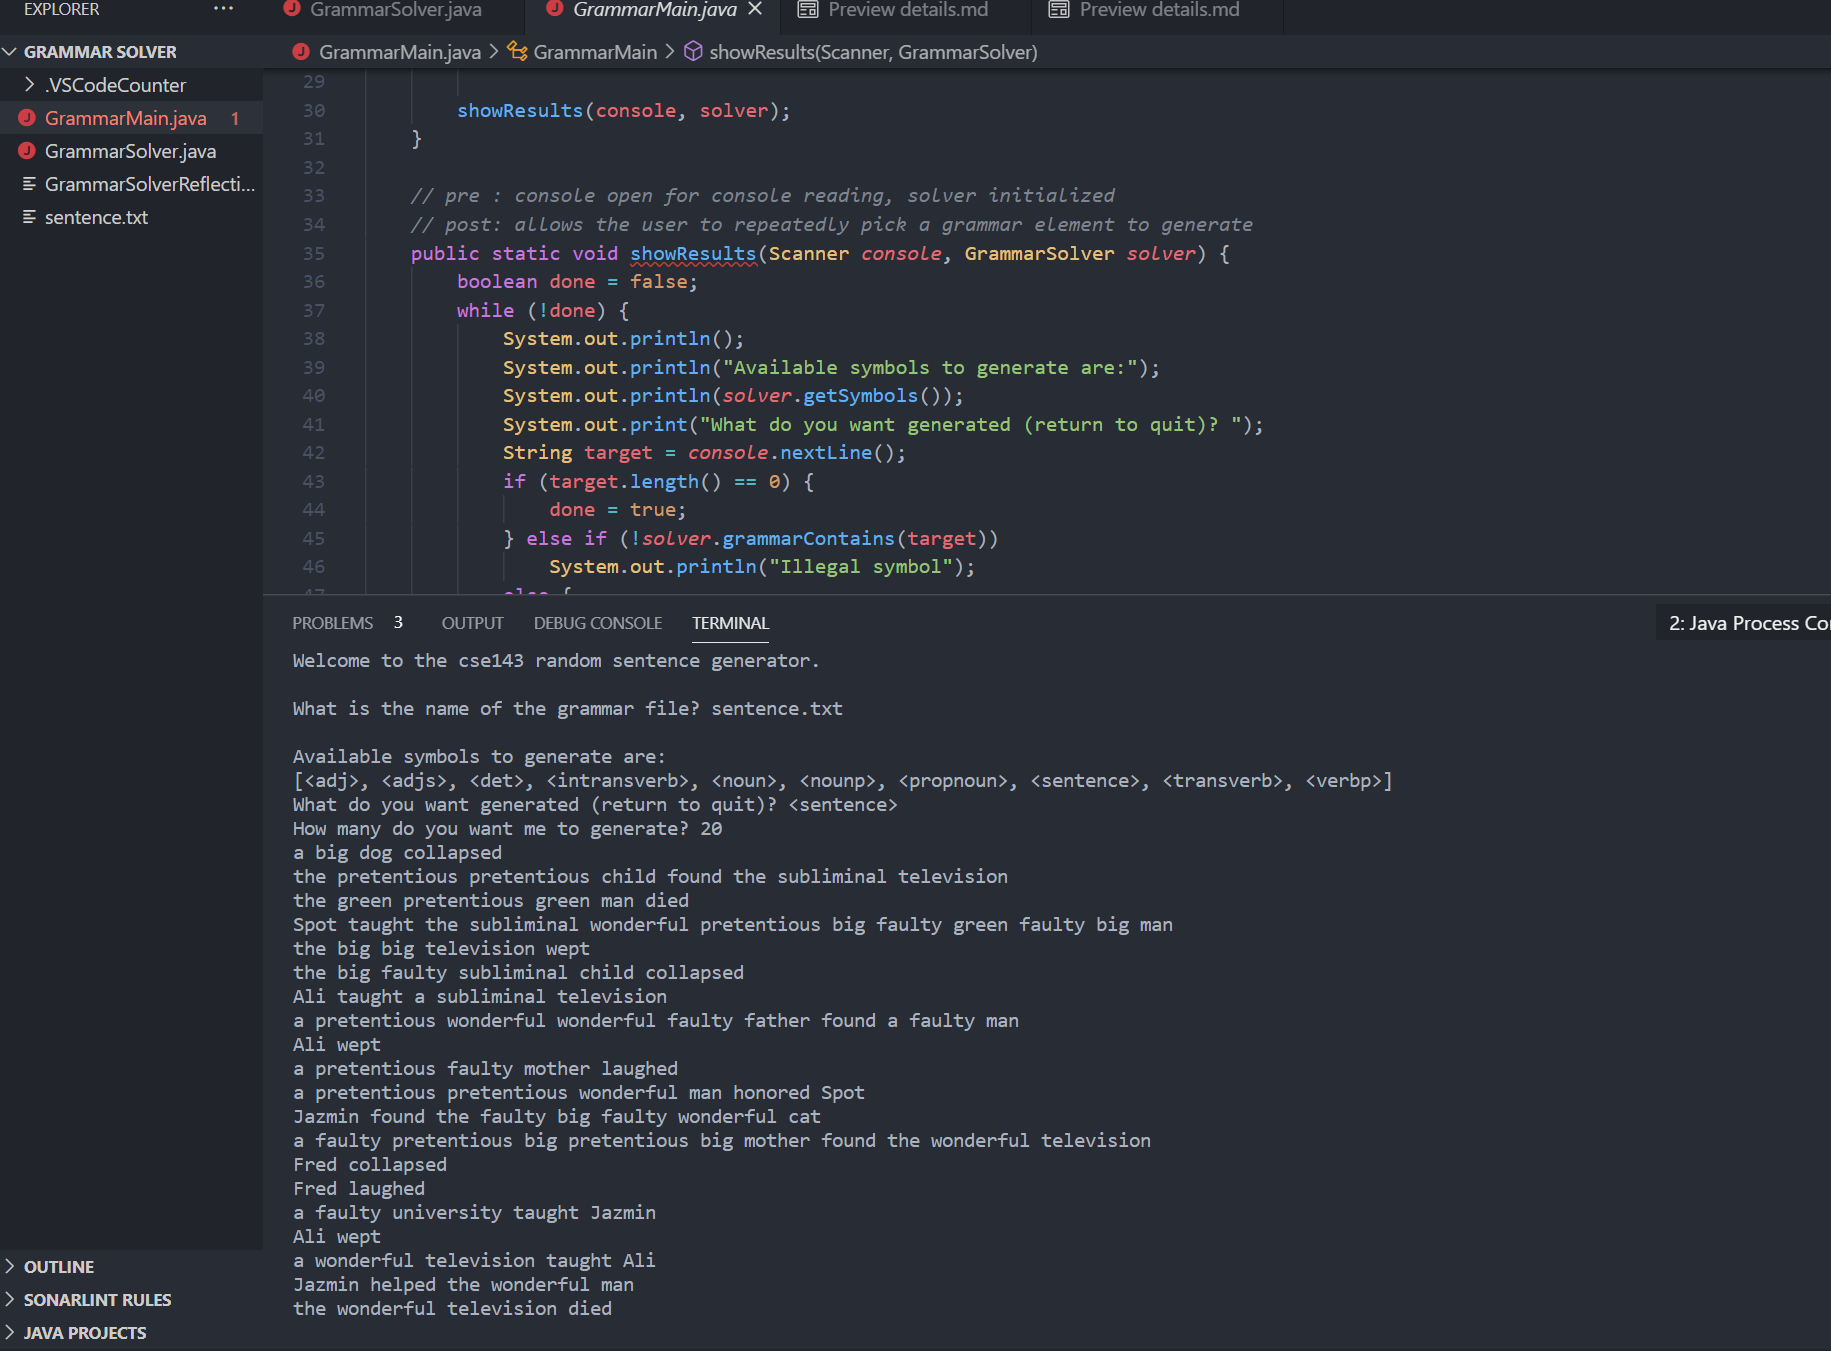 EXPLORER
GrammarSolver.java
GrammarMain.java
Preview details.md
Preview details.md
GRAMMAR SOLVER
.VSCodeCounter
GrammarMain.java 1
GrammarSolver.java
GrammarSolverReflecti...
sentence.txt
OUTLINE
SONARLINT RULES
JAVA PROJECTS
GrammarMain.java > GrammarMain > showResults(Scanner, GrammarSolver)
29
30 showResults(console, solver);
31 }
32
33 // pre : console open for console reading, solver initialized
34 // post: allows the user to repeatedly pick a grammar element to generate
35 public static void showResults(Scanner console, GrammarSolver solver) {
36 boolean done = false;
37 while (!done) {
38 System.out.println();
39 System.out.println("Available symbols to generate are:");
40 System.out.println(solver.getSymbols());
41 System.out.print("What do you want generated (return to quit)? ");
42 String target = console.nextLine();
43 if (target.length() == 0) {
44 done = true;
45 } else if (!solver.grammarContains(target))
46 System.out.println("Illegal symbol");
47 else {
PROBLEMS 3 OUTPUT DEBUG CONSOLE TERMINAL
2: Java Process Co
Welcome to the cse143 random sentence generator.
What is the name of the grammar file? sentence.txt
Available symbols to generate are:
[<adj>, <adjs>, <det>, <intransverb>, <noun>, <nounp>, <propnoun>, <sentence>, <transverb>, <verbp>]
What do you want generated (return to quit)? <sentence>
How many do you want me to generate? 20
a big dog collapsed
the pretentious pretentious child found the subliminal television
the green pretentious green man died
Spot taught the subliminal wonderful pretentious big faulty green faulty big man
the big big television wept
the big faulty subliminal child collapsed
Ali taught a subliminal television
a pretentious wonderful wonderful faulty father found a faulty man
Ali wept
a pretentious faulty mother laughed
a pretentious pretentious wonderful man honored Spot
Jazmin found the faulty big faulty wonderful cat
a faulty pretentious big pretentious big mother found the wonderful television
Fred collapsed
Fred laughed
a faulty university taught Jazmin
Ali wept
a wonderful television taught Ali
Jazmin helped the wonderful man
the wonderful television died